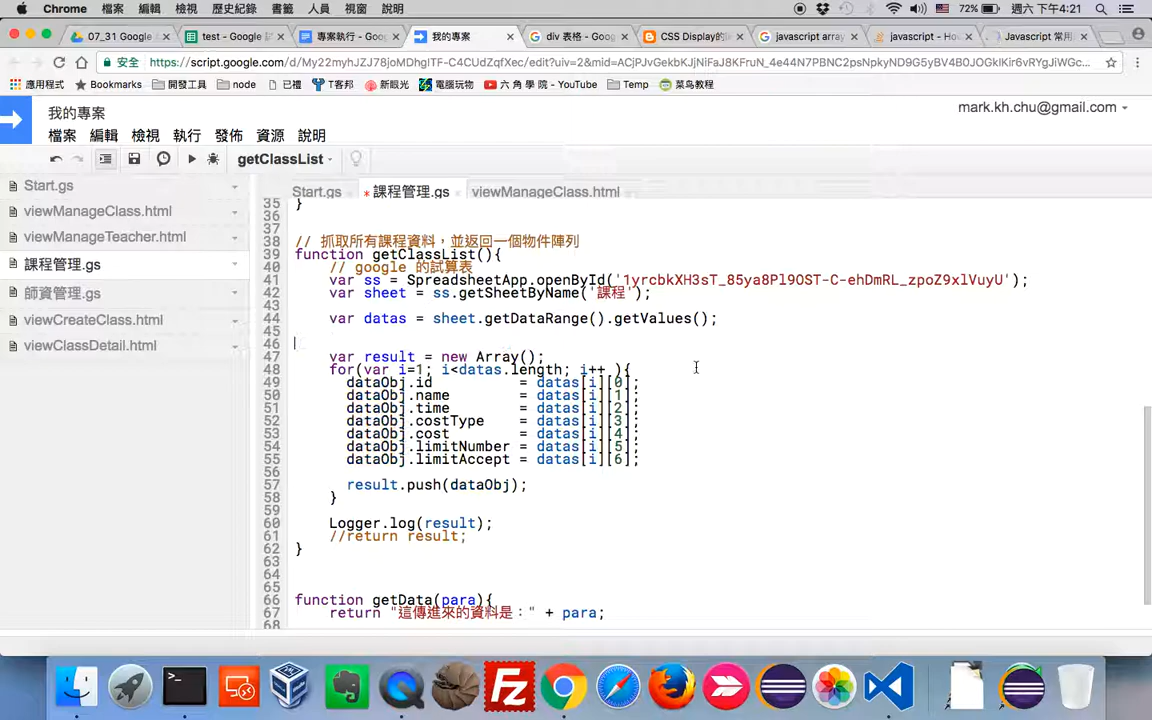 Chrome 檔案 編輯 檢視 歷史紀錄 書籤 人員 視窗 說明 72% 週六 下午4:21
07_31 Google test - Google 專案執行 - Goo 我的專案 div 表格 - Goog CSS Display的 javascript array javascript - Ho Javascript 常用
安全 https://script.google.com/d/My22myhJZJ78joMDhglTF-C4CUdZqfXec/edit?uiv=2&mid=ACjPJvGekbKJjNiFaJ8KFruN_4e44N7PBNC2psNpkyND9G5yBV4B0JOGkIKir6vRYgJiWGc...
應用程式 Bookmarks 開發工具 node 已禮 T客邦 新眼光 電腦玩物 六 角 學 院 - YouTube Temp 菜鳥教程
我的專案
mark.kh.chu@gmail.com
檔案 編輯 檢視 執行 發佈 資源 說明
getClassList
Start.gs
viewManageClass.html
viewManageTeacher.html
課程管理.gs
師資管理.gs
viewCreateClass.html
viewClassDetail.html
Start.gs * 課程管理.gs viewManageClass.html
35 }
36
37
38 // 抓取所有課程資料，並返回一個物件陣列
39 function getClassList(){
40 // google 的試算表
41 var ss = SpreadsheetApp.openById('1yrcbkXH3sT_85ya8Pl9OST-C-ehDmRL_zpoZ9xlVuyU');
42 var sheet = ss.getSheetByName('課程');
43
44 var datas = sheet.getDataRange().getValues();
45
46
47 var result = new Array();
48 for(var i=1; i<datas.length; i++ ){
49 dataObj.id = datas[i][0];
50 dataObj.name = datas[i][1];
51 dataObj.time = datas[i][2];
52 dataObj.costType = datas[i][3];
53 dataObj.cost = datas[i][4];
54 dataObj.limitNumber = datas[i][5];
55 dataObj.limitAccept = datas[i][6];
56
57 result.push(dataObj);
58 }
59
60 Logger.log(result);
61 //return result;
62 }
63
64
65
66 function getData(para){
67 return "這傳進來的資料是：" + para;
68